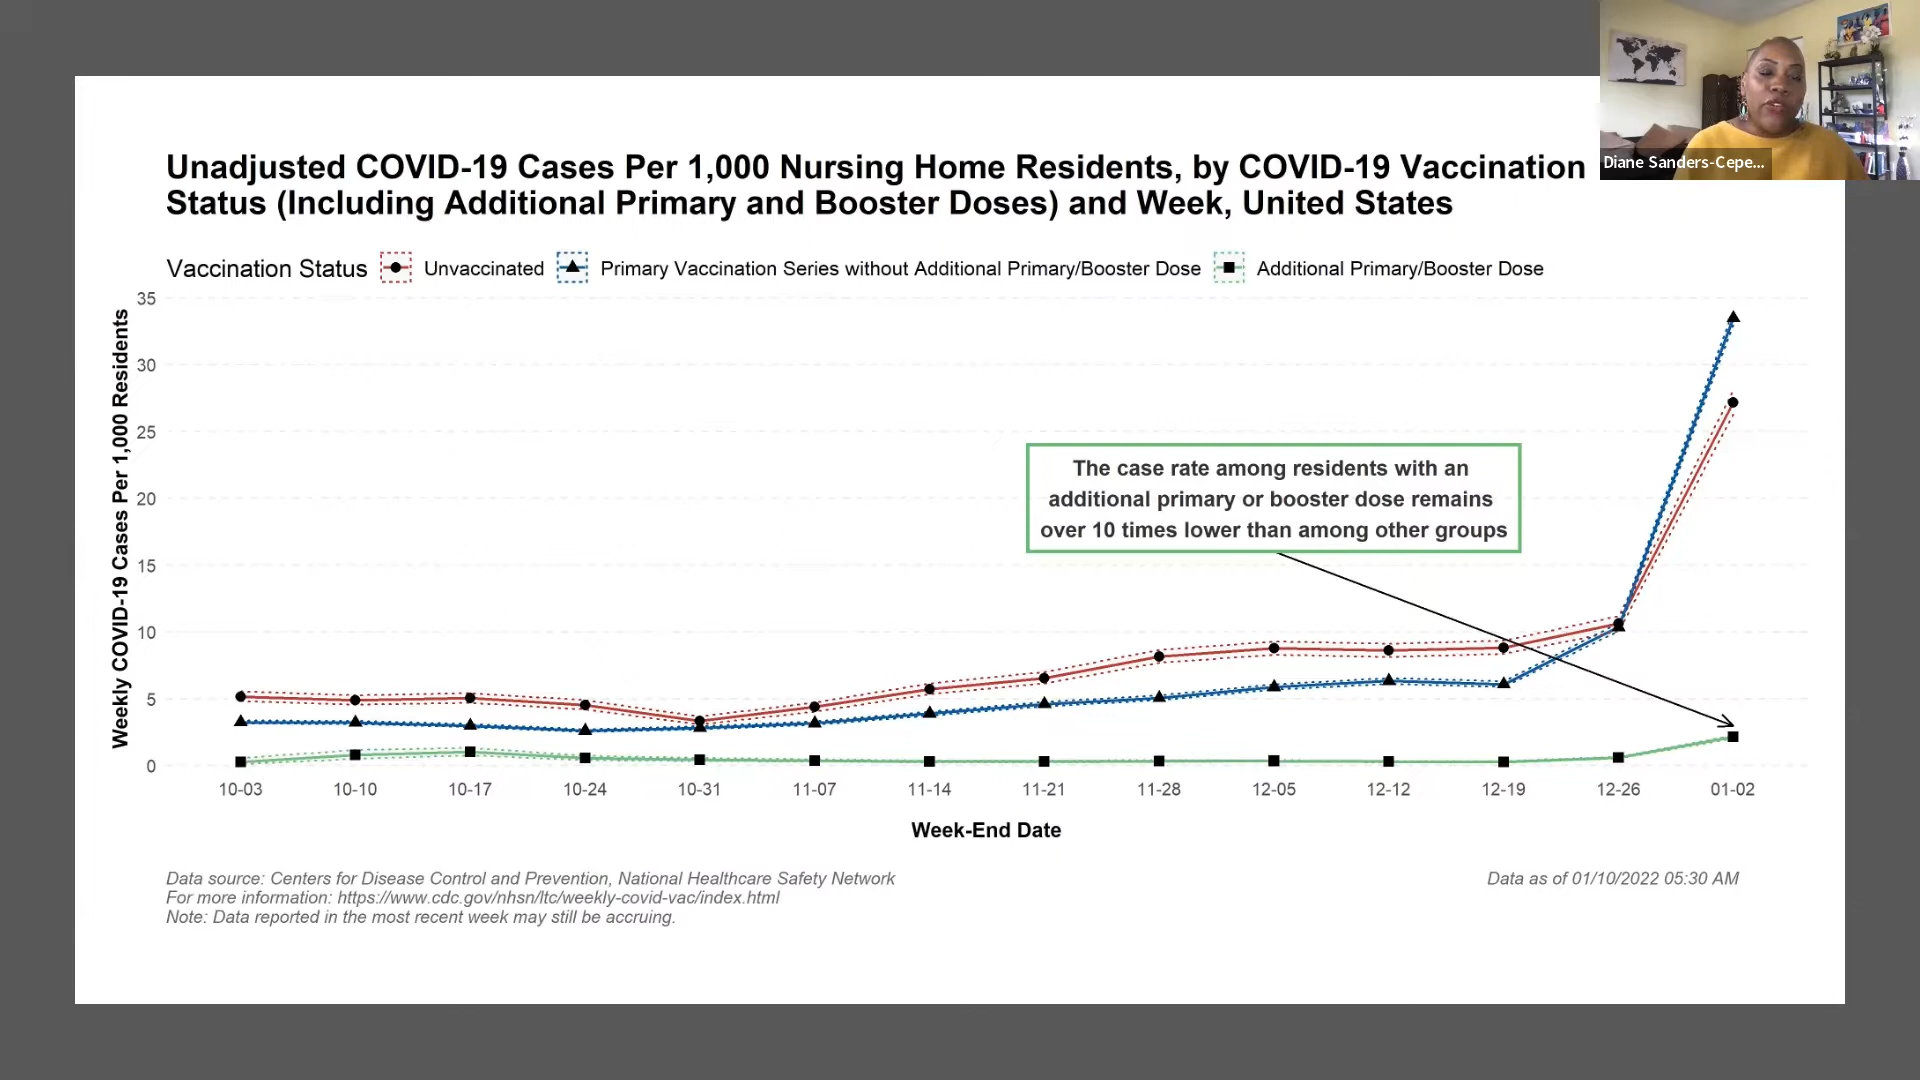 Diane Sanders-Cepe...
Unadjusted COVID-19 Cases Per 1,000 Nursing Home Residents, by COVID-19 Vaccination
Status (Including Additional Primary and Booster Doses) and Week, United States
Vaccination Status Unvaccinated Primary Vaccination Series without Additional Primary/Booster Dose Additional Primary/Booster Dose
Weekly COVID-19 Cases Per 1,000 Residents
35
30
25
20
15
10
5
0
The case rate among residents with an
additional primary or booster dose remains
over 10 times lower than among other groups
10-03 10-10 10-17 10-24 10-31 11-07 11-14 11-21 11-28 12-05 12-12 12-19 12-26 01-02
Week-End Date
Data source: Centers for Disease Control and Prevention, National Healthcare Safety Network
For more information: https://www.cdc.gov/nhsn/ltc/weekly-covid-vac/index.html
Note: Data reported in the most recent week may still be accruing.
Data as of 01/10/2022 05:30 AM